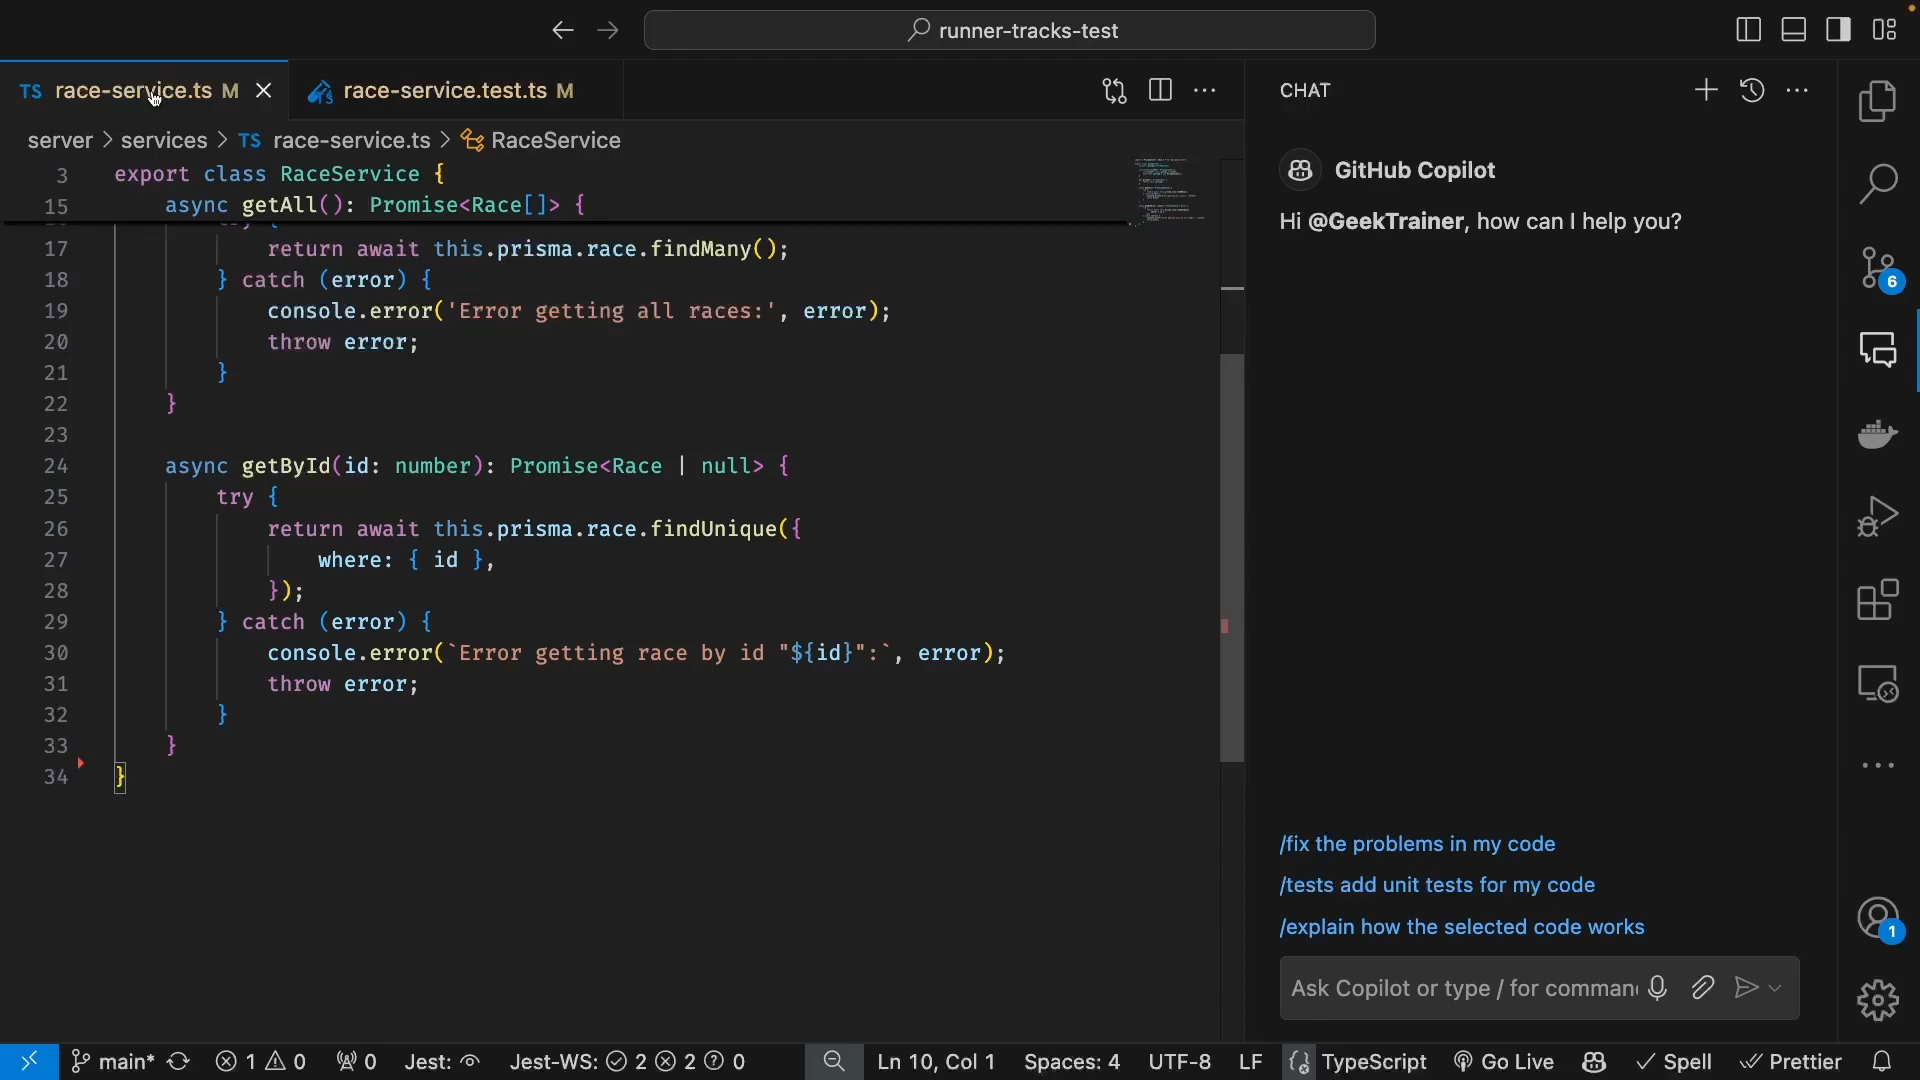 runner-tracks-test
TS race-service.ts M
race-service.test.ts M
CHAT
server > services > TS race-service.ts > RaceService
3 export class RaceService {
15 async getAll(): Promise<Race[]> {
17 return await this.prisma.race.findMany();
18 } catch (error) {
19 console.error('Error getting all races:', error);
20 throw error;
21 }
22 }
23
24 async getById(id: number): Promise<Race | null> {
25 try {
26 return await this.prisma.race.findUnique({
27 where: { id },
28 });
29 } catch (error) {
30 console.error(`Error getting race by id "${id}":`, error);
31 throw error;
32 }
33 }
34 }
GitHub Copilot
Hi @GeekTrainer, how can I help you?
/fix the problems in my code
/tests add unit tests for my code
/explain how the selected code works
Ask Copilot or type / for comman
6
1
main* 1 0 0 Jest: Jest-WS: 2 2 0 Ln 10, Col 1 Spaces: 4 UTF-8 LF TypeScript Go Live Spell Prettier